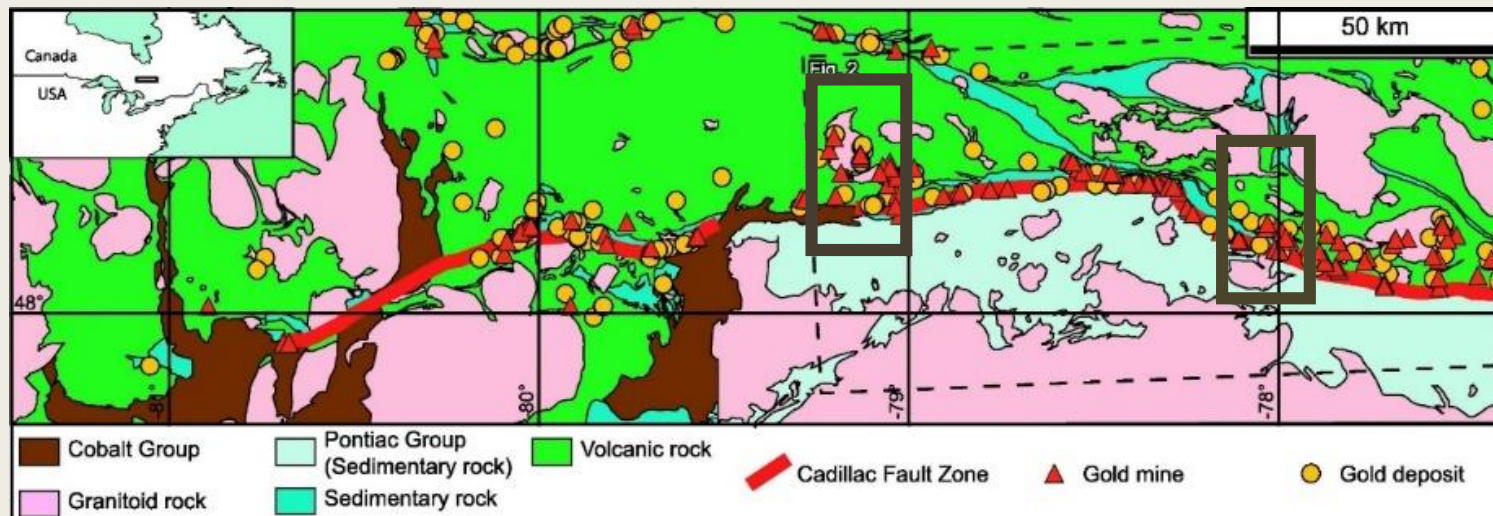 Canada
USA
50 km
Fig. 2
48°
-81°
-80°
-79°
-78°
Cobalt Group
Granitoid rock
Pontiac Group
(Sedimentary rock)
Sedimentary rock
Volcanic rock
Cadillac Fault Zone
Gold mine
Gold deposit